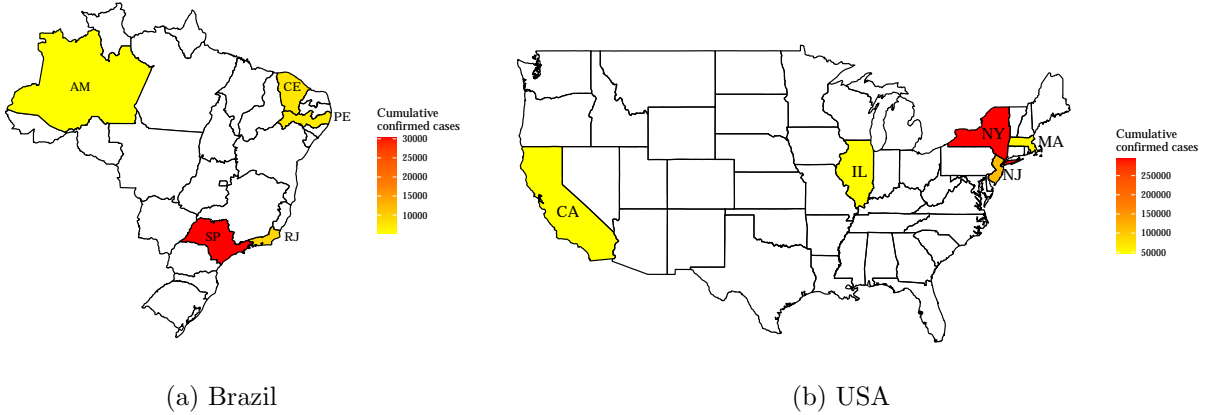 AM
CE
PE
SP
RJ
Cumulative
confirmed cases
30000
25000
20000
15000
10000
(a) Brazil
NY
MA
NJ
IL
CA
Cumulative
confirmed cases
250000
200000
150000
100000
50000
(b) USA